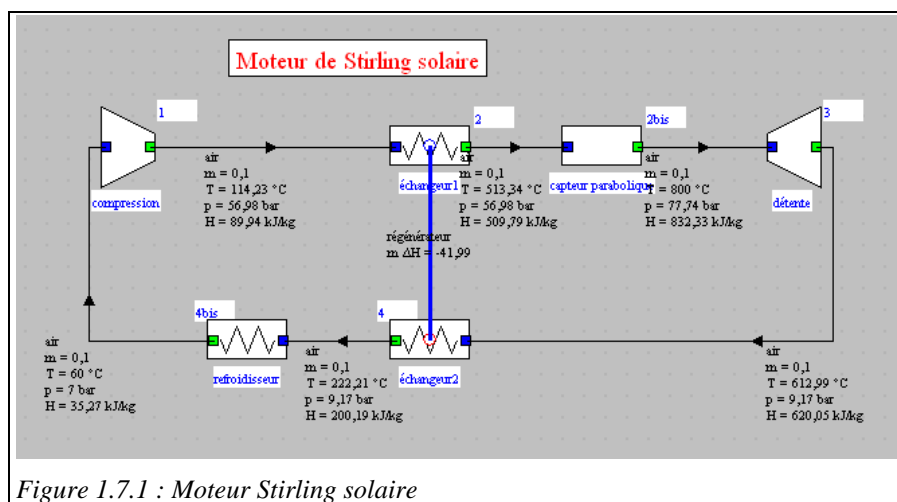 Moteur de Stirling solaire
1
2
2bis
3
compression
air
m = 0,1
T = 114,23 °C
p = 56,98 bar
H = 89,94 kJ/kg
échangeur1
air
m = 0,1
T = 513,34 °C
p = 56,98 bar
H = 509,79 kJ/kg
capteur parabolique
air
m = 0,1
T = 800 °C
p = 77,74 bar
H = 832,33 kJ/kg
détente
régénérateur
m ΔH = -41,99
4bis
4
refroidisseur
échangeur2
air
m = 0,1
T = 60 °C
p = 7 bar
H = 35,27 kJ/kg
air
m = 0,1
T = 222,21 °C
p = 9,17 bar
H = 200,19 kJ/kg
air
m = 0,1
T = 612,99 °C
p = 9,17 bar
H = 620,05 kJ/kg
Figure 1.7.1 : Moteur Stirling solaire